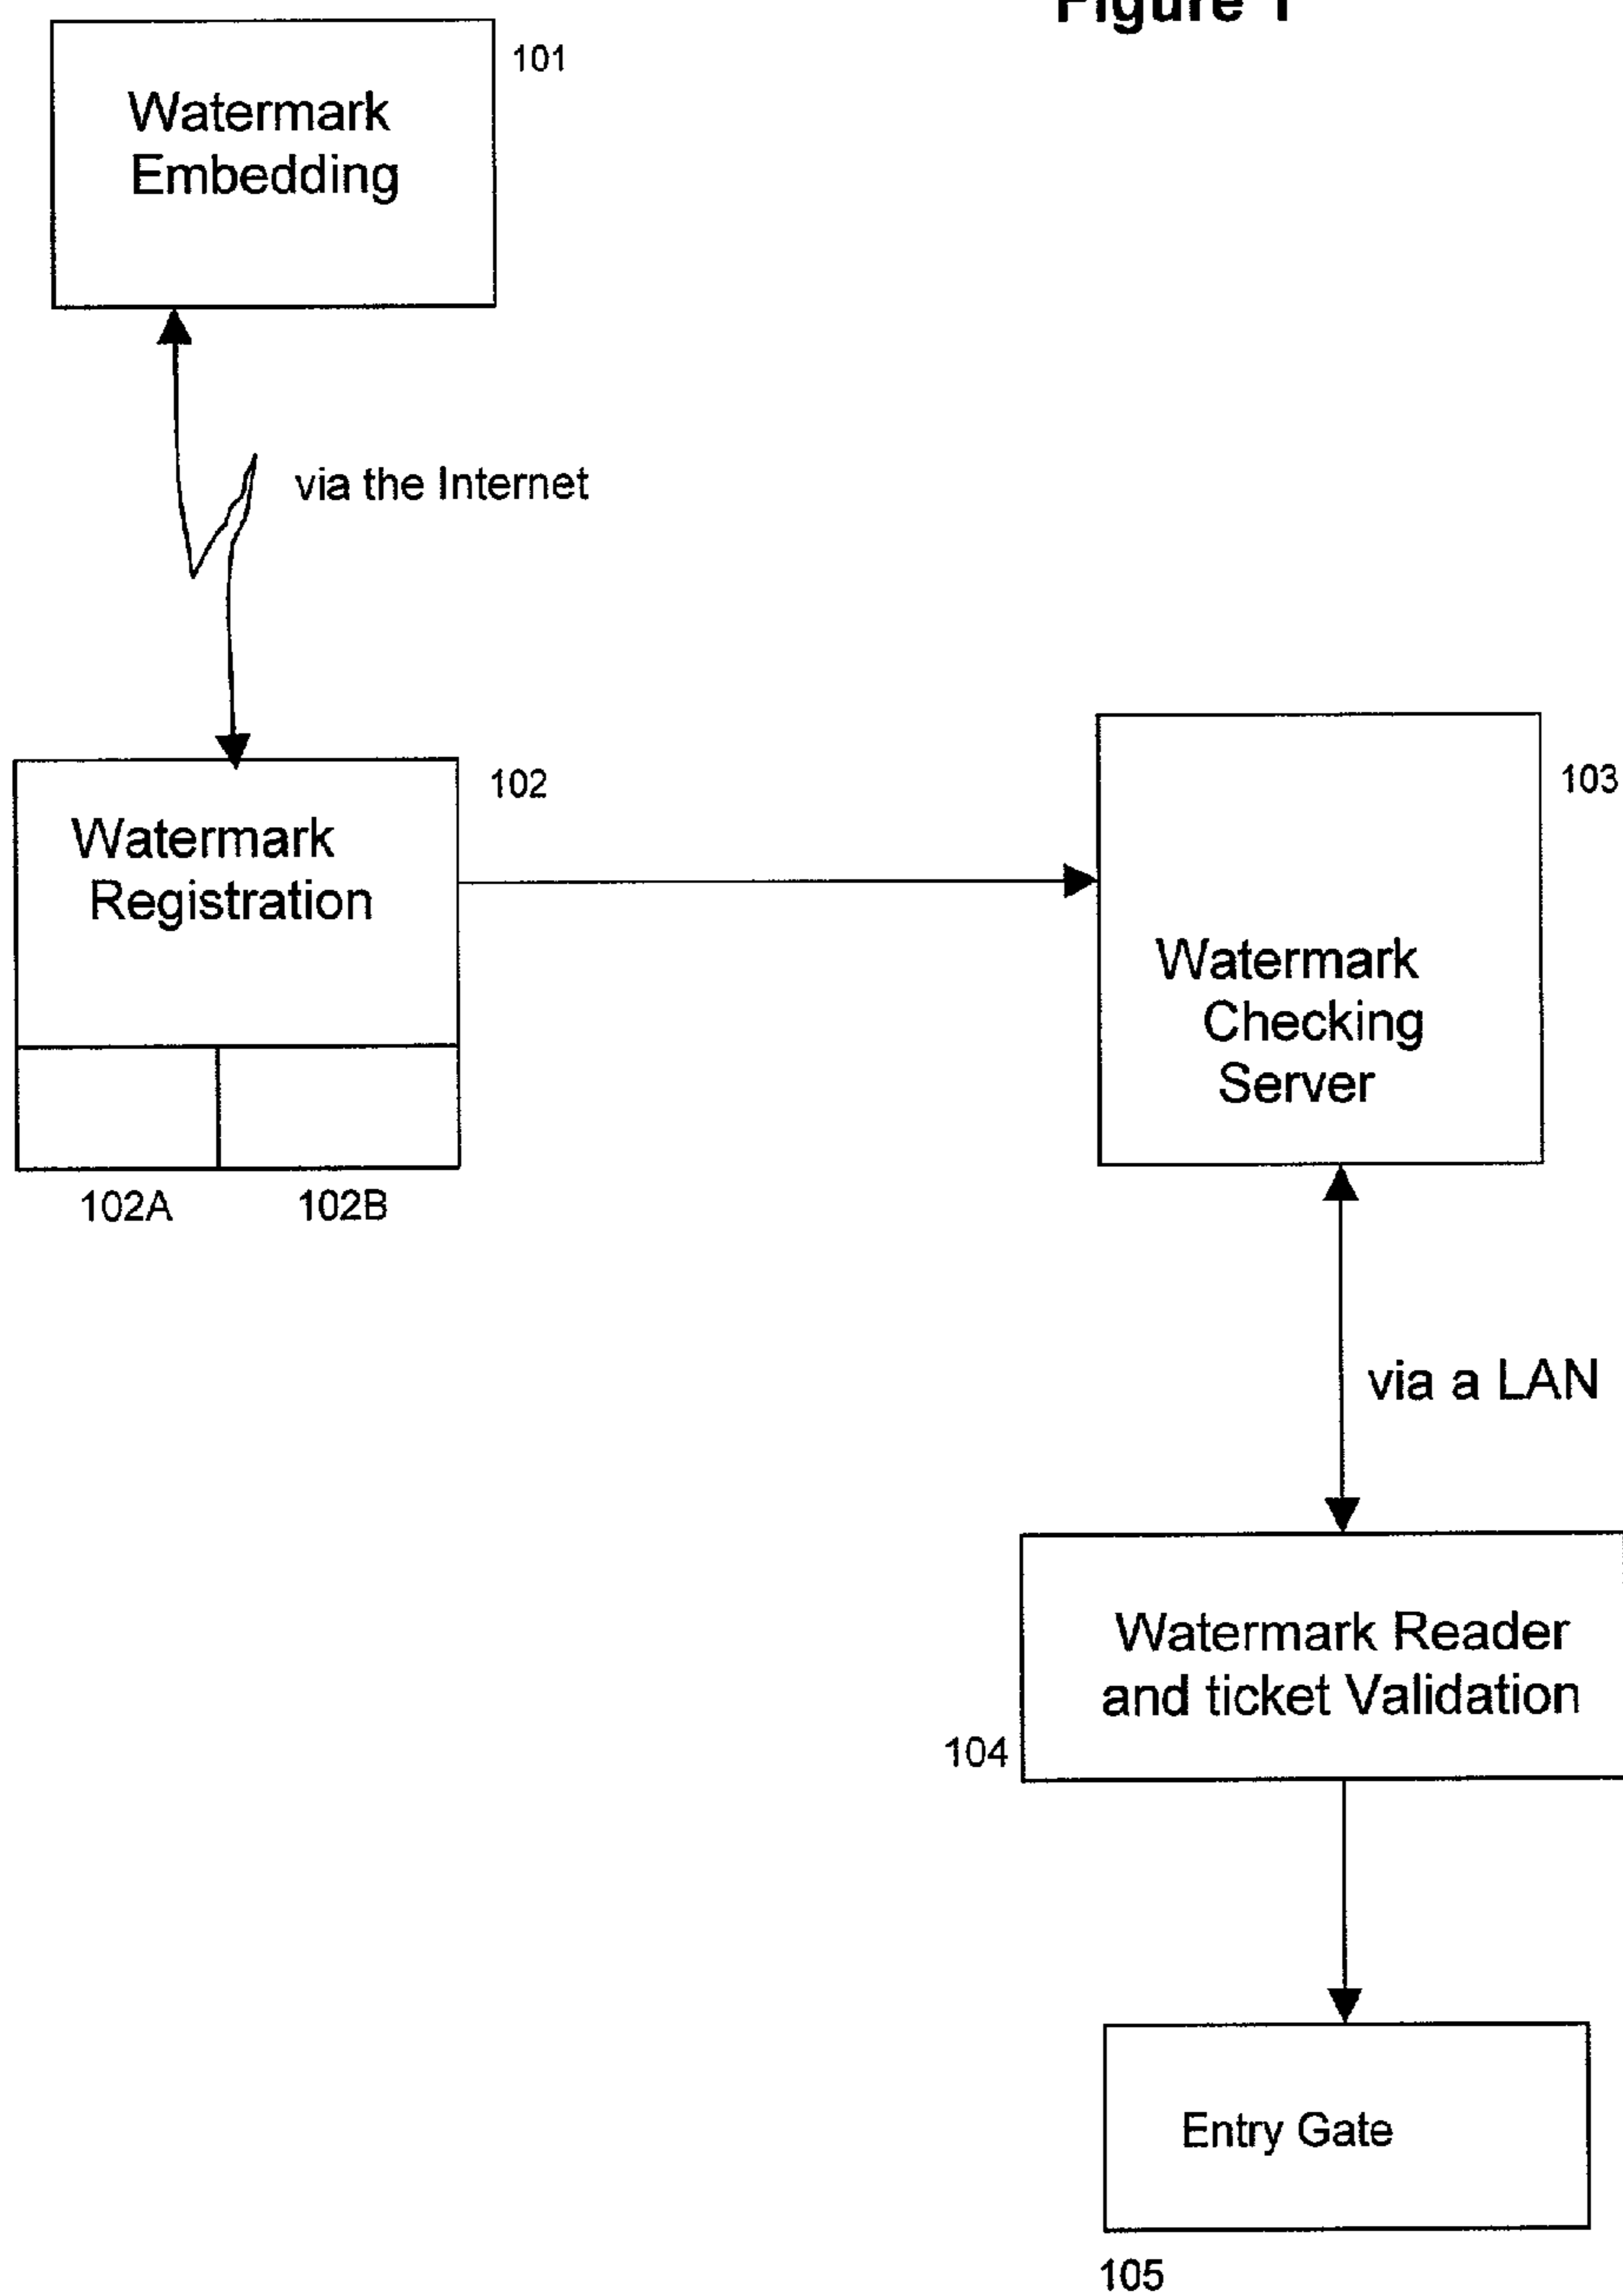 Figure 1
101
Watermark
Embedding
via the Internet
102
Watermark
Registration
102A
102B
103
Watermark
Checking
Server
via a LAN
Watermark Reader
and ticket Validation
104
Entry Gate
105